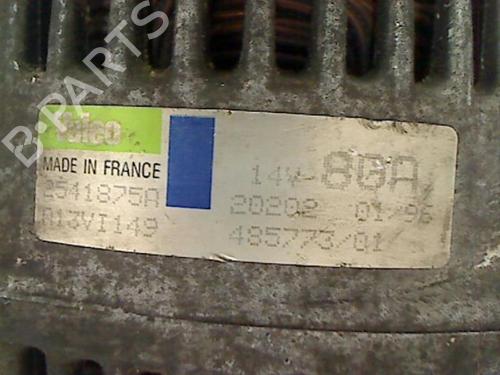 B-PARTS
Valeo
MADE IN FRANCE
2541875A
A13VI149
14V-80A
20202 01/96
485773/01